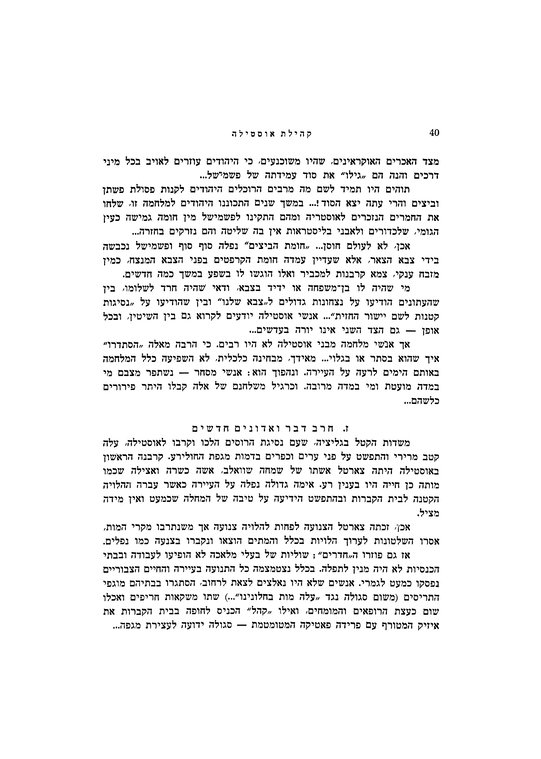 40
קהילת אוסטילה
מצד האכרים האוקראינים, שהיו משוכנעים, כי היהודים עוזרים לאויב בכל מיני
דרכים והנה הם „גילו” את סוד עמידתה של פשמישל...
תוהים היו תמיד לשם מה מרבים הרוכלים היהודים לקנות פסולת פשתן
וביצים והרי עתה יצא הסוד !... במשך שנים התכוננו היהודים למלחמה זו, שלחו
את החמרים הנזכרים לאוסטריה ומהם התקינו לפשמישל מין חומה גמישה כעין
הגומי, שלכדורים ולאבני בליסטראות אין בה שליטה והם נזרקים בחזרה...
אכן, לא לעולם חוסן... „חומת הביצים” נפלה סוף סוף ופשמישל נכבשה
בידי צבא הצאר, אלא שעדיין עמדה חומת הקרפטים בפני הצבא המנצח, כמין
מזבח ענקי, צמא קרבנות למכביר ואלו הוגשו לו בשפע במשך כמה חדשים.
מי שהיה לו בן־משפחה או ידיד בצבא, ודאי שהיה חרד לשלומו, בין
שהעתונים הודיעו על נצחונות גדולים ל„צבא שלנו” ובין שהודיעו על „נסיגות
קטנות לשם יישור החזית”... אנשי אוסטילה יודעים לקרוא גם בין השיטין, ובכל
אופן — גם הצד השני אינו יורה בעדשים...
אך אנשי מלחמה מבני אוסטילה לא היו רבים. כי הרבה מאלה „הסתדרו”
איך שהוא בסתר או בגלוי... מאידך, מבחינה כלכלית, לא השפיעה כלל המלחמה
באותם הימים לרעה על העיירה. ונהפוך הוא : אנשי מסחר — נשתפר מצבם מי
במדה מועטת ומי במדה מרובה. וכרגיל משלחנם של אלה קבלו היתר פירורים
כלשהם...
ז. חרב דבר ואדונים חדשים
משדות הקטל בגליציה, שעם נסיגת הרוסים הלכו וקרבו לאוסטילה, עלה
קטב מרירי והתפשט על פני ערים וכפרים בדמות מגפת החולירע. קרבנה הראשון
באוסטילה היתה צארטל אשתו של שמחה שוואלב, אשה כשרה ואצילה שכמו
מותה כן חייה היו בענין רע. אימה גדולה נפלה על העיירה כאשר עברה ההלויה
הקטנה לבית הקברות ובהתפשט הידיעה על טיבה של המחלה שכמעט ואין מידה
מציל.
אכן, זכתה צארטל הצנועה לפחות להלויה צנועה אך משנתרבו מקרי המות,
אסרו השלטונות לערוך הלויות בכלל והמתים הוצאו ונקברו בצנעה כמו נפלים.
אז גם פוזרו ה„חדרים” ; שוליות של בעלי מלאכה לא הופיעו לעבודה ובבתי
הכנסיות לא היה מנין לתפלה. בכלל נצטמצמה כל התנועה בעיירה והחיים הצבוריים
נפסקו כמעט לגמרי. אנשים שלא היו נאלצים לצאת לרחוב, הסתגרו בבתיהם מוגפי
התריסים (משום סגולה נגד „עלה מות בחלונינו”...) שתו משקאות חריפים ואכלו
שום כעצת הרופאים והמומחים, ואילו „קהל” הכניס לחופה בבית הקברות את
איזיק המטורף עם פרידה פאטיקה המטומטמת — סגולה ידועה לעצירת מגפה...